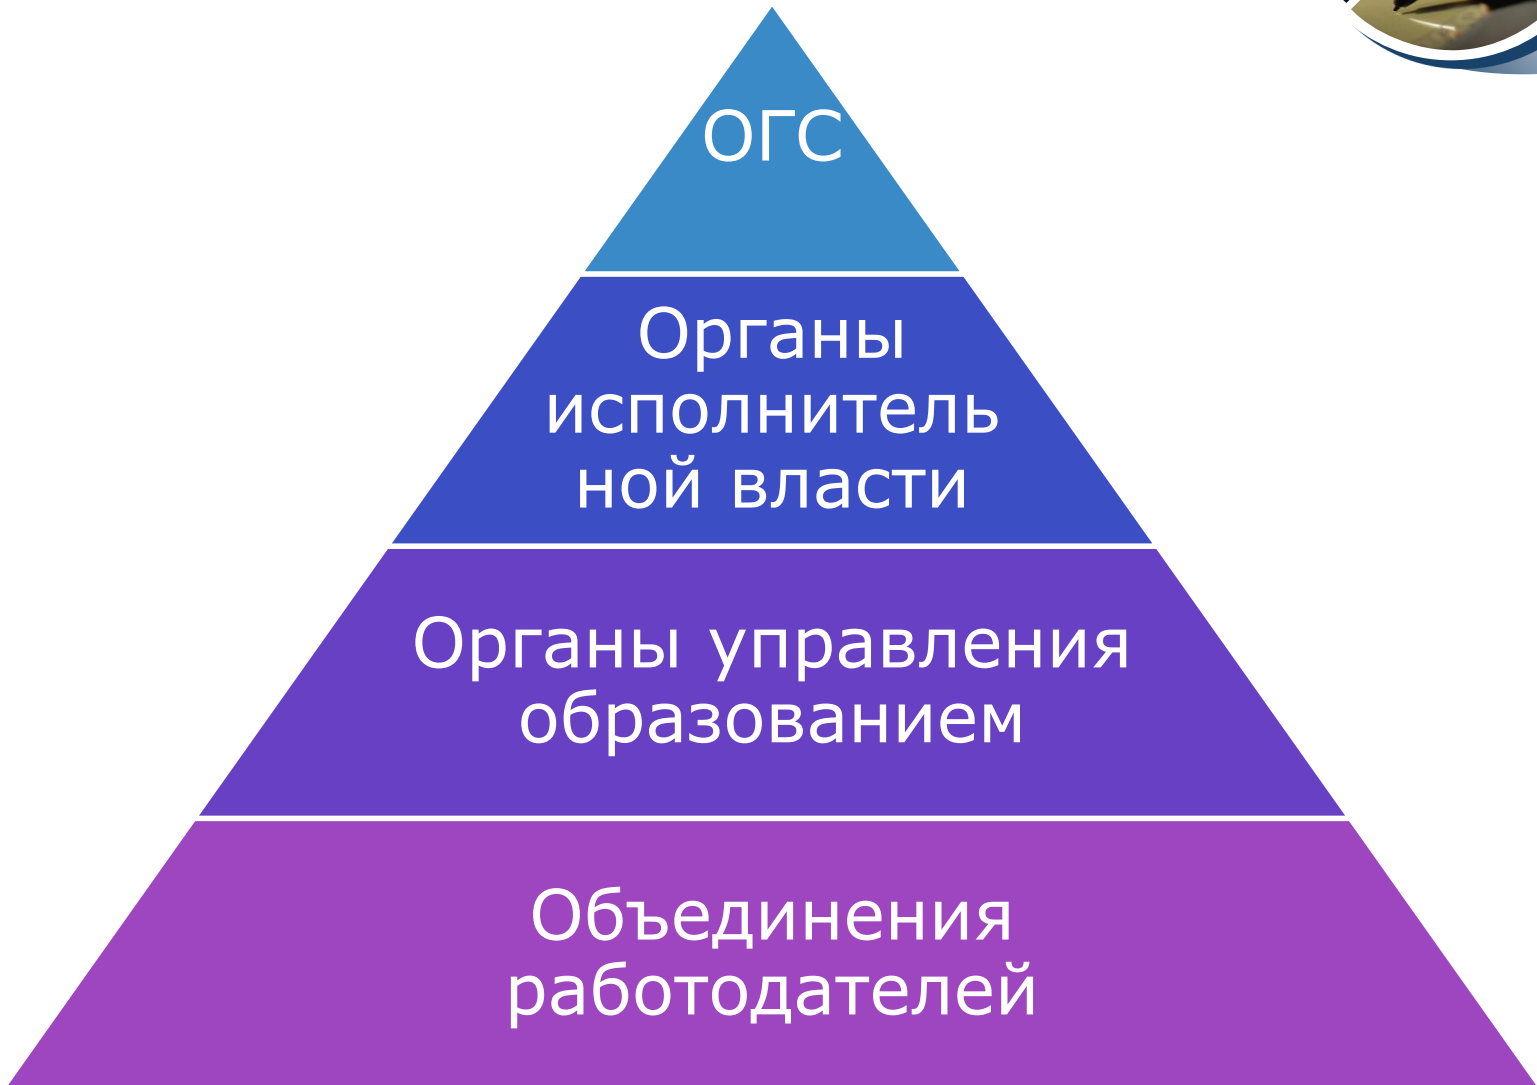 ОГС
Органы
исполнитель
ной власти
Органы управления
образованием
Объединения
работодателей